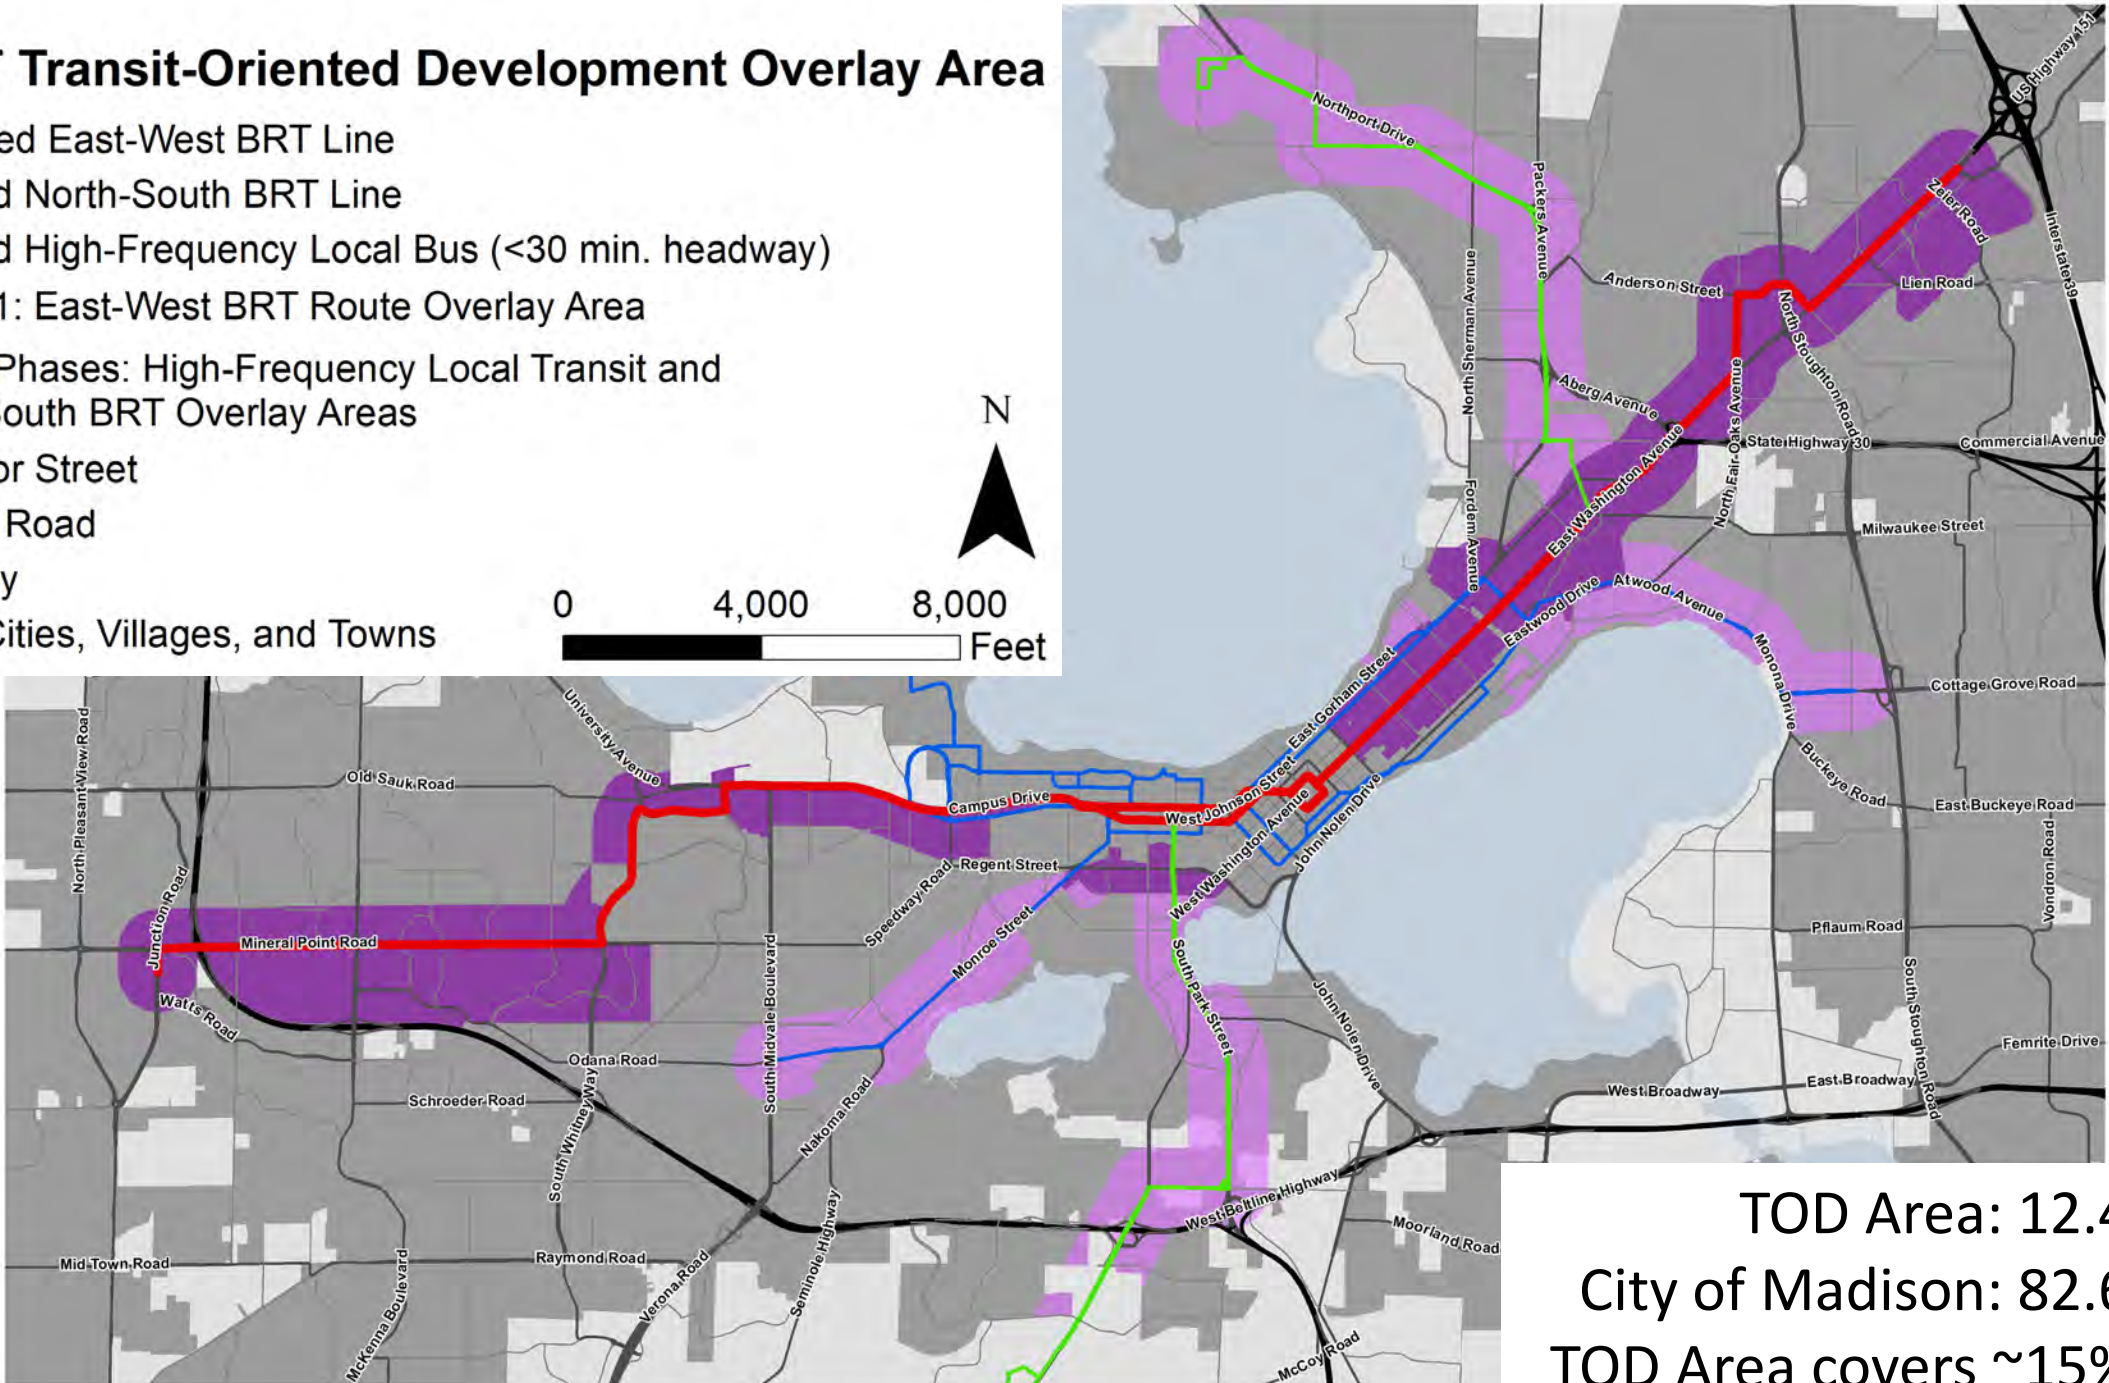 Transit-Oriented Development Overlay Area
ed East-West BRT Line
d North-South BRT Line
d High-Frequency Local Bus (<30 min. headway)
1: East-West BRT Route Overlay Area
Phases: High-Frequency Local Transit and
South BRT Overlay Areas
or Street
Road
y
Cities, Villages, and Towns
N
0 4,000 8,000
Feet
US Highway 151
Northport Drive
Packers Avenue
Zeier Road
Interstate39
North Sherman Avenue
Anderson Street
Lien Road
North Stoughton Road
Aberg Avenue
North Fair Oaks Avenue
State Highway 30
Commercial Avenue
East Washington Avenue
Fordem Avenue
Milwaukee Street
Eastwood Drive
Atwood Avenue
Monona Drive
Cottage Grove Road
East Gorham Street
Buckeye Road
East Buckeye Road
North Pleasant View Road
University Avenue
Old Sauk Road
Campus Drive
West Johnson Street
West Washington Avenue
John Nolen Drive
Regent Street
Speedway Road
Junction Road
Mineral Point Road
Monroe Street
South Park Street
Vondron Road
Pflaum Road
Watts Road
Odana Road
South Midvale Boulevard
John Nolen Drive
South Stoughton Road
Femrite Drive
Schroeder Road
South Whitney Way
Nakoma Road
West Broadway
East Broadway
West Beltline Highway
Moorland Road
Mid Town Road
McKenna Boulevard
Raymond Road
Verona Road
Seminole Highway
McCoy Road
TOD Area: 12.4
City of Madison: 82.6
TOD Area covers ~15%